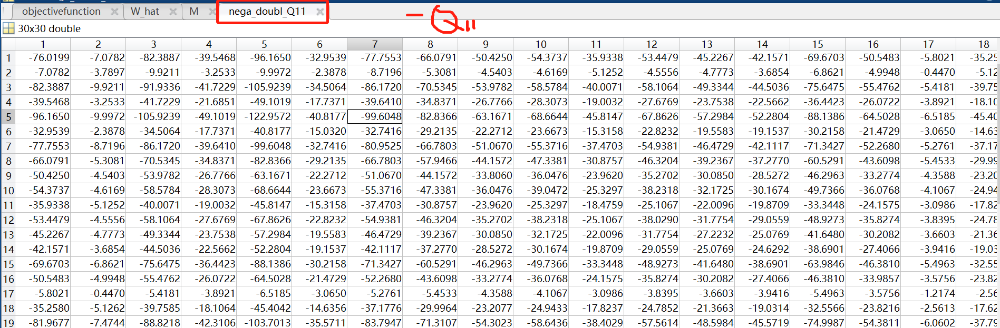 objectivefunction W_hat M nega_doubl_Q11 - Q11
30x30 double
1 2 3 4 5 6 7 8 9 10 11 12 13 14 15 16 17 18
1 -76.0199 -7.0782 -82.3887 -39.5468 -96.1650 -32.9539 -77.7553 -66.0791 -50.4250 -54.3737 -35.9338 -53.4479 -45.2267 -42.1571 -69.6703 -50.5483 -5.8021 -35.25
2 -7.0782 -3.7897 -9.9211 -3.2533 -9.9972 -2.3878 -8.7196 -5.3081 -4.5403 -4.6169 -5.1252 -4.5556 -4.7773 -3.6854 -6.8621 -4.9948 -0.4470 -5.12
3 -82.3887 -9.9211 -91.9336 -41.7229 -105.9239 -34.5064 -86.1720 -70.5345 -53.9782 -58.5784 -40.0071 -58.1064 -49.3344 -44.5036 -75.6475 -55.4762 -5.4181 -39.75
4 -39.5468 -3.2533 -41.7229 -21.6851 -49.1019 -17.7371 -39.6410 -34.8371 -26.7766 -28.3073 -19.0032 -27.6769 -23.7538 -22.5662 -36.4423 -26.0722 -3.8921 -18.10
5 -96.1650 -9.9972 -105.9239 -49.1019 -122.9572 -40.8177 -99.6048 -82.8366 -63.1671 -68.6644 -45.8147 -67.8626 -57.2984 -52.2804 -88.1386 -64.5028 -6.5185 -45.40
6 -32.9539 -2.3878 -34.5064 -17.7371 -40.8177 -15.0320 -32.7416 -29.2135 -22.2712 -23.6673 -15.3158 -22.8232 -19.5583 -19.1537 -30.2158 -21.4729 -3.0650 -14.63
7 -77.7553 -8.7196 -86.1720 -39.6410 -99.6048 -32.7416 -80.9525 -66.7803 -51.0670 -55.3716 -37.4703 -54.9381 -46.4729 -42.1117 -71.3427 -52.2680 -5.2761 -37.17
8 -66.0791 -5.3081 -70.5345 -34.8371 -82.8366 -29.2135 -66.7803 -57.9466 -44.1572 -47.3381 -30.8757 -46.3204 -39.2367 -37.2770 -60.5291 -43.6098 -5.4533 -29.99
9 -50.4250 -4.5403 -53.9782 -26.7766 -63.1671 -22.2712 -51.0670 -44.1572 -33.8060 -36.0476 -23.9620 -35.2702 -30.0850 -28.5272 -46.2963 -33.2774 -4.3588 -23.20
10 -54.3737 -4.6169 -58.5784 -28.3073 -68.6644 -23.6673 -55.3716 -47.3381 -36.0476 -39.0472 -25.3297 -38.2318 -32.1725 -30.1674 -49.7366 -36.0768 -4.1067 -24.94
11 -35.9338 -5.1252 -40.0071 -19.0032 -45.8147 -15.3158 -37.4703 -30.8757 -23.9620 -25.3297 -18.4759 -25.1067 -22.0096 -19.8709 -33.3448 -24.1575 -3.0986 -17.82
12 -53.4479 -4.5556 -58.1064 -27.6769 -67.8626 -22.8232 -54.9381 -46.3204 -35.2702 -38.2318 -25.1067 -38.0290 -31.7754 -29.0559 -48.9273 -35.8274 -3.8395 -24.78
13 -45.2267 -4.7773 -49.3344 -23.7538 -57.2984 -19.5583 -46.4729 -39.2367 -30.0850 -32.1725 -22.0096 -31.7754 -27.2232 -25.0769 -41.6480 -30.2082 -3.6603 -21.36
14 -42.1571 -3.6854 -44.5036 -22.5662 -52.2804 -19.1537 -42.1117 -37.2770 -28.5272 -30.1674 -19.8709 -29.0559 -25.0769 -24.6292 -38.6901 -27.4066 -3.9416 -19.03
15 -69.6703 -6.8621 -75.6475 -36.4423 -88.1386 -30.2158 -71.3427 -60.5291 -46.2963 -49.7366 -33.3448 -48.9273 -41.6480 -38.6901 -63.9846 -46.3810 -5.4963 -32.55
16 -50.5483 -4.9948 -55.4762 -26.0722 -64.5028 -21.4729 -52.2680 -43.6098 -33.2774 -36.0768 -24.1575 -35.8274 -30.2082 -27.4066 -46.3810 -33.9857 -3.5756 -23.82
17 -5.8021 -0.4470 -5.4181 -3.8921 -6.5185 -3.0650 -5.2761 -5.4533 -4.3588 -4.1067 -3.0986 -3.8395 -3.6603 -3.9416 -5.4963 -3.5756 -1.2174 -2.56
18 -35.2580 -5.1262 -39.7585 -18.1064 -45.4042 -14.6356 -37.1776 -29.9964 -23.2077 -24.9433 -17.8237 -24.7852 -21.3663 -19.0314 -32.5566 -23.8216 -2.5613 -17.62
19 -81.9677 -7.4744 -88.8218 -42.3106 -103.7013 -35.5711 -83.7947 -71.3107 -54.3023 -58.6436 -38.4029 -57.5614 -48.5984 -45.5719 -74.9987 -54.3811 -6.0602 -37.79